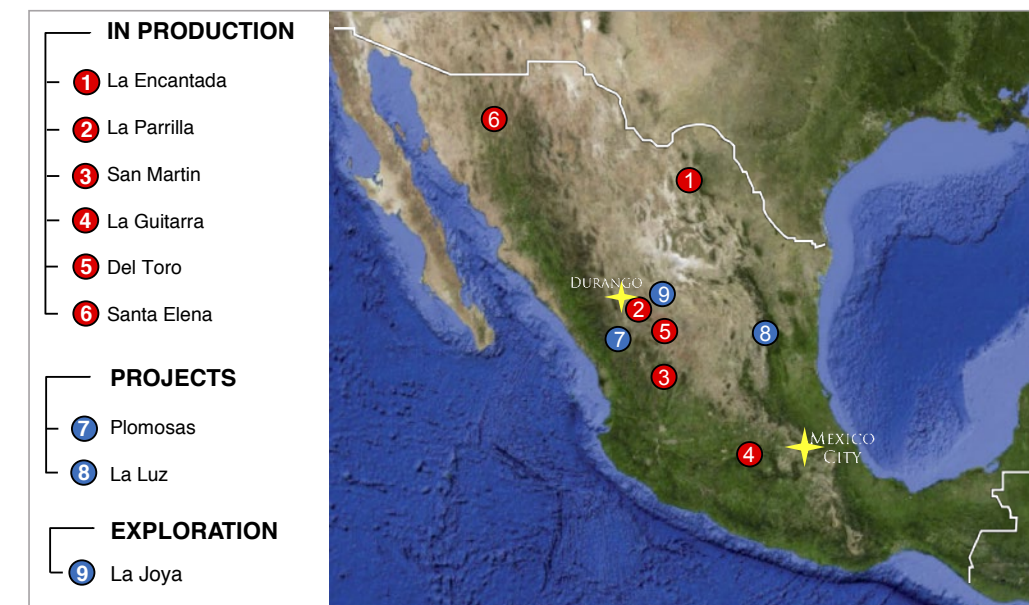 IN PRODUCTION
1 La Encantada
2 La Parrilla
3 San Martin
4 La Guitarra
5 Del Toro
6 Santa Elena
PROJECTS
7 Plomosas
8 La Luz
EXPLORATION
9 La Joya
6
1
DURANGO
9
2
5
8
7
3
4
MEXICO
CITY